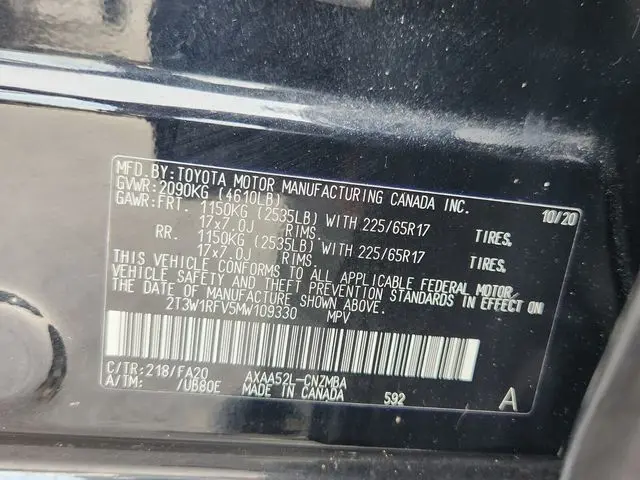 MFD. BY: TOYOTA MOTOR MANUFACTURING CANADA INC. 10/20
GVWR: 2090KG (4610LB)
GAWR: FRT. 1150KG (2535LB) WITH 225/65R17 TIRES,
17x7.0J RIMS.
RR. 1150KG (2535LB) WITH 225/65R17 TIRES,
17x7.0J RIMS.
THIS VEHICLE CONFORMS TO ALL APPLICABLE FEDERAL MOTOR
VEHICLE SAFETY AND THEFT PREVENTION STANDARDS IN EFFECT ON
THE DATE OF MANUFACTURE SHOWN ABOVE.
2T3W1RFV5MW109330 MPV
C/TR: 218/FA20 AXAA52L-CNZMBA 592 A
A/TM: /UB80E MADE IN CANADA